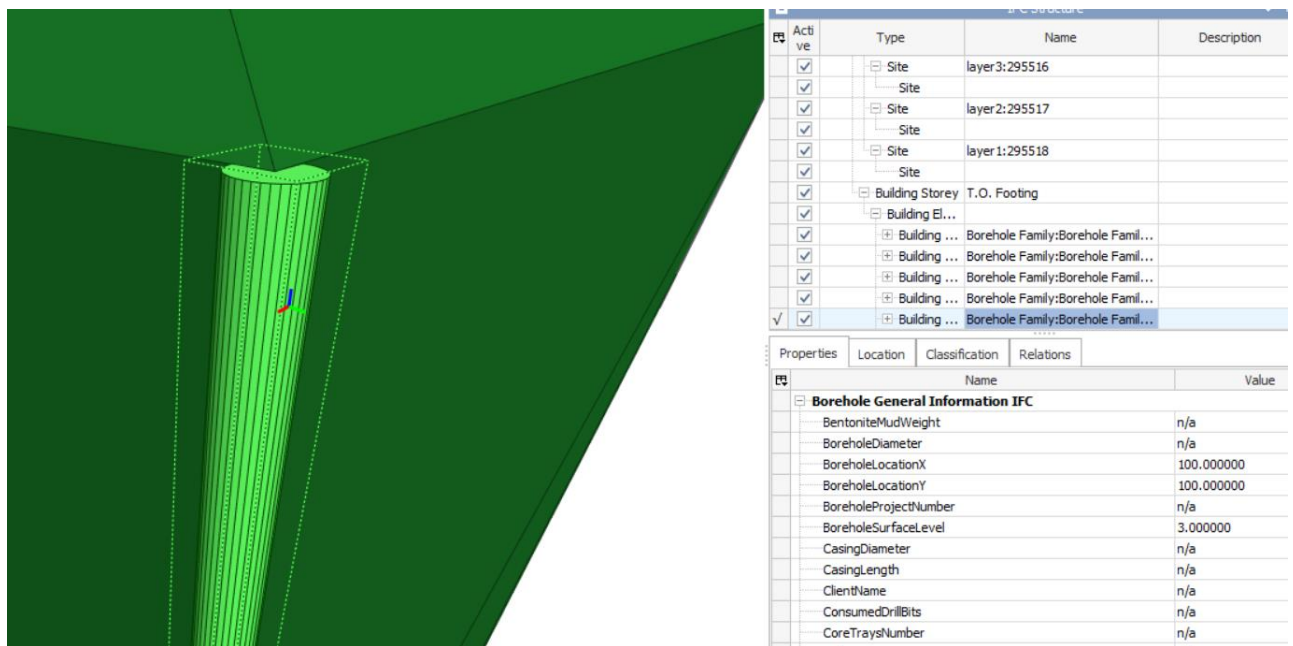 IFC Structure
Acti
ve
Type
Name
Description
Site layer3:295516
Site
Site layer2:295517
Site
Site layer1:295518
Site
Building Storey T.O. Footing
Building El...
Building ... Borehole Family:Borehole Famil...
Building ... Borehole Family:Borehole Famil...
Building ... Borehole Family:Borehole Famil...
Building ... Borehole Family:Borehole Famil...
Building ... Borehole Family:Borehole Famil...
Properties Location Classification Relations
Name Value
Borehole General Information IFC
BentoniteMudWeight n/a
BoreholeDiameter n/a
BoreholeLocationX 100.000000
BoreholeLocationY 100.000000
BoreholeProjectNumber n/a
BoreholeSurfaceLevel 3.000000
CasingDiameter n/a
CasingLength n/a
ClientName n/a
ConsumedDrillBits n/a
CoreTraysNumber n/a